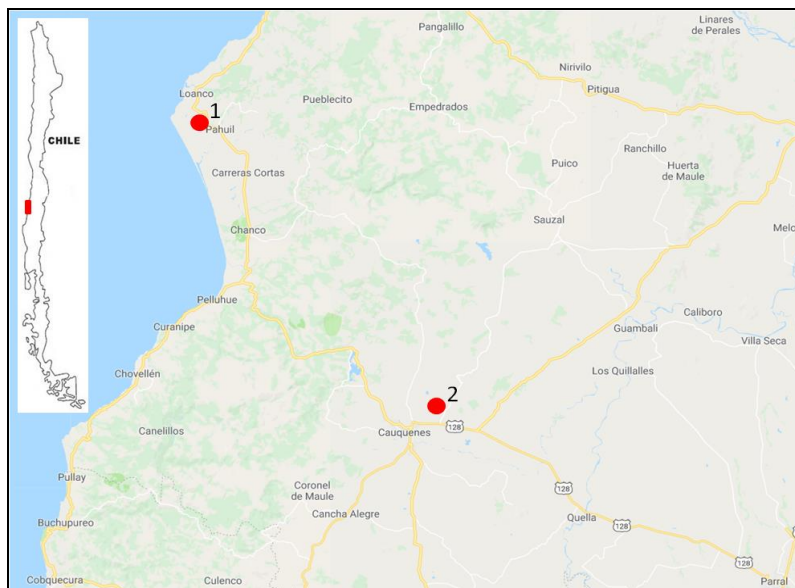 Pangalillo
Linares
de Perales
Nirivilo
Pitigua
Loanco
Pueblecito
Empedrados
1
Pahuil
CHILE
Ranchillo
Puico
Huerta
de Maule
Carreras Cortas
Sauzal
Chanco
Melo
Pelluhue
Caliboro
Curanipe
Guambali
Villa Seca
Chovellén
Los Quillalles
2
Canelillos
Cauquenes
128
Pullay
Coronel
de Maule
128
Cancha Alegre
Buchupureo
Quella
128
Cobquecura
Culenco
128
Parral